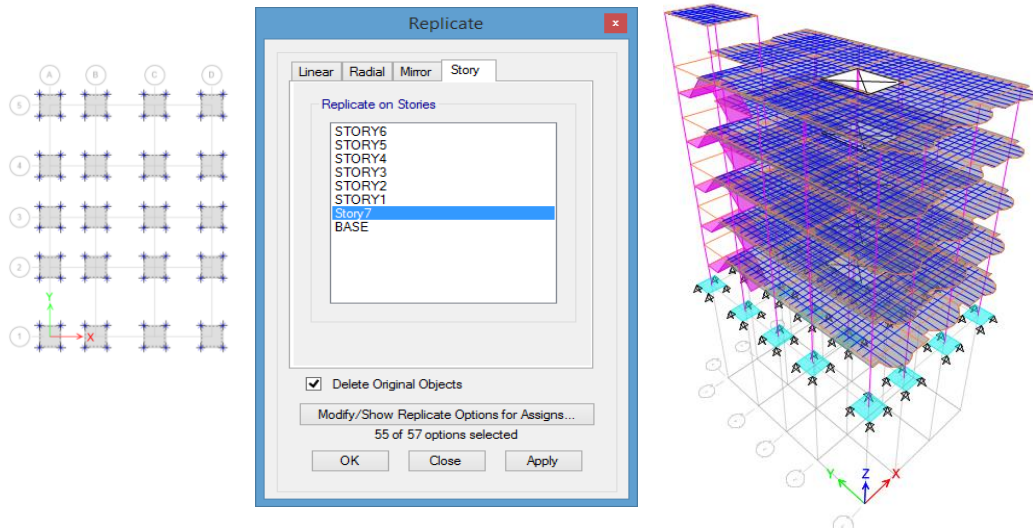 A B C D
5
4
3
2
1
Y
X
Replicate
x
Linear Radial Mirror Story
Replicate on Stories
STORY6
STORY5
STORY4
STORY3
STORY2
STORY1
Story7
BASE
Delete Original Objects
Modify/Show Replicate Options for Assigns...
55 of 57 options selected
OK Close Apply
Y Z X